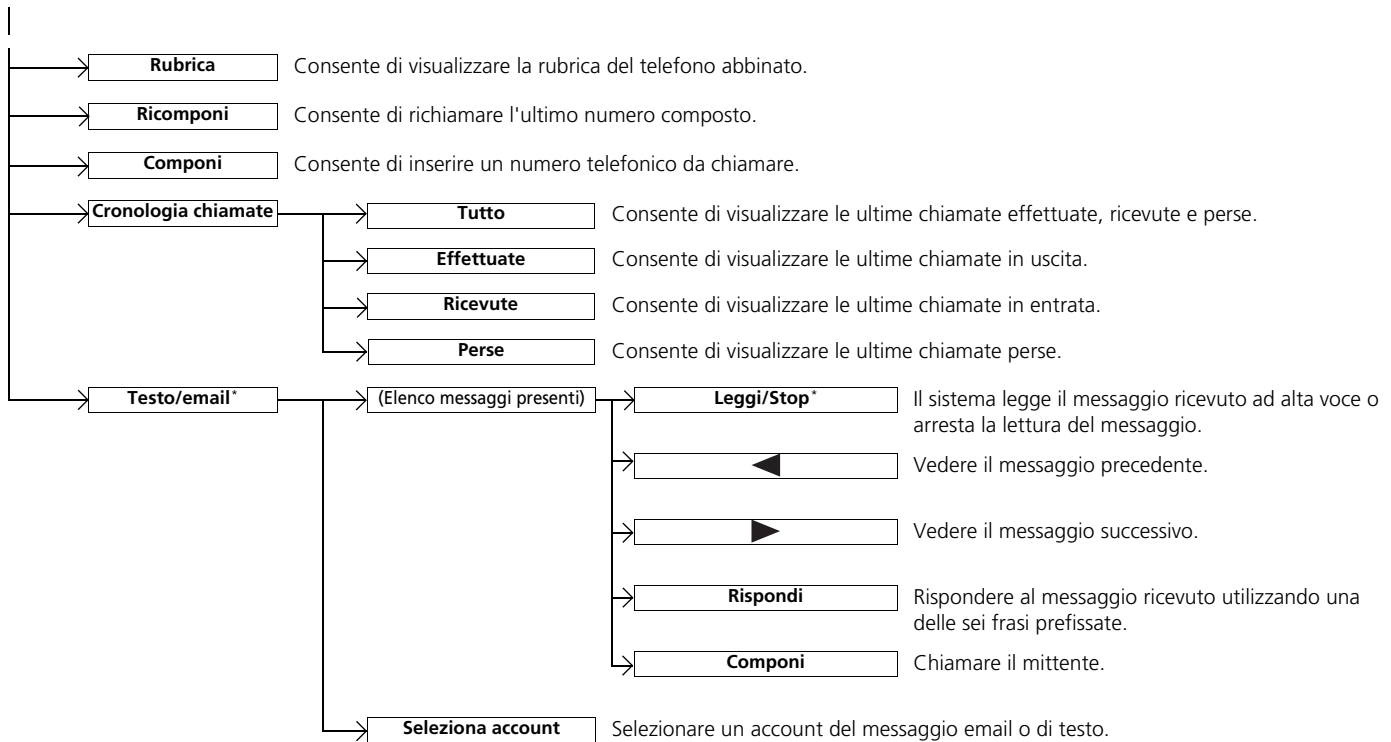 Rubrica Consente di visualizzare la rubrica del telefono abbinato.
Ricomponi Consente di richiamare l'ultimo numero composto.
Componi Consente di inserire un numero telefonico da chiamare.
Cronologia chiamate Tutto Consente di visualizzare le ultime chiamate effettuate, ricevute e perse.
Effettuate Consente di visualizzare le ultime chiamate in uscita.
Ricevute Consente di visualizzare le ultime chiamate in entrata.
Perse Consente di visualizzare le ultime chiamate perse.
Testo/email* (Elenco messaggi presenti) Leggi/Stop* Il sistema legge il messaggio ricevuto ad alta voce o
arresta la lettura del messaggio.
Vedere il messaggio precedente.
Vedere il messaggio successivo.
Rispondi Rispondere al messaggio ricevuto utilizzando una
delle sei frasi prefissate.
Componi Chiamare il mittente.
Seleziona account Selezionare un account del messaggio email o di testo.